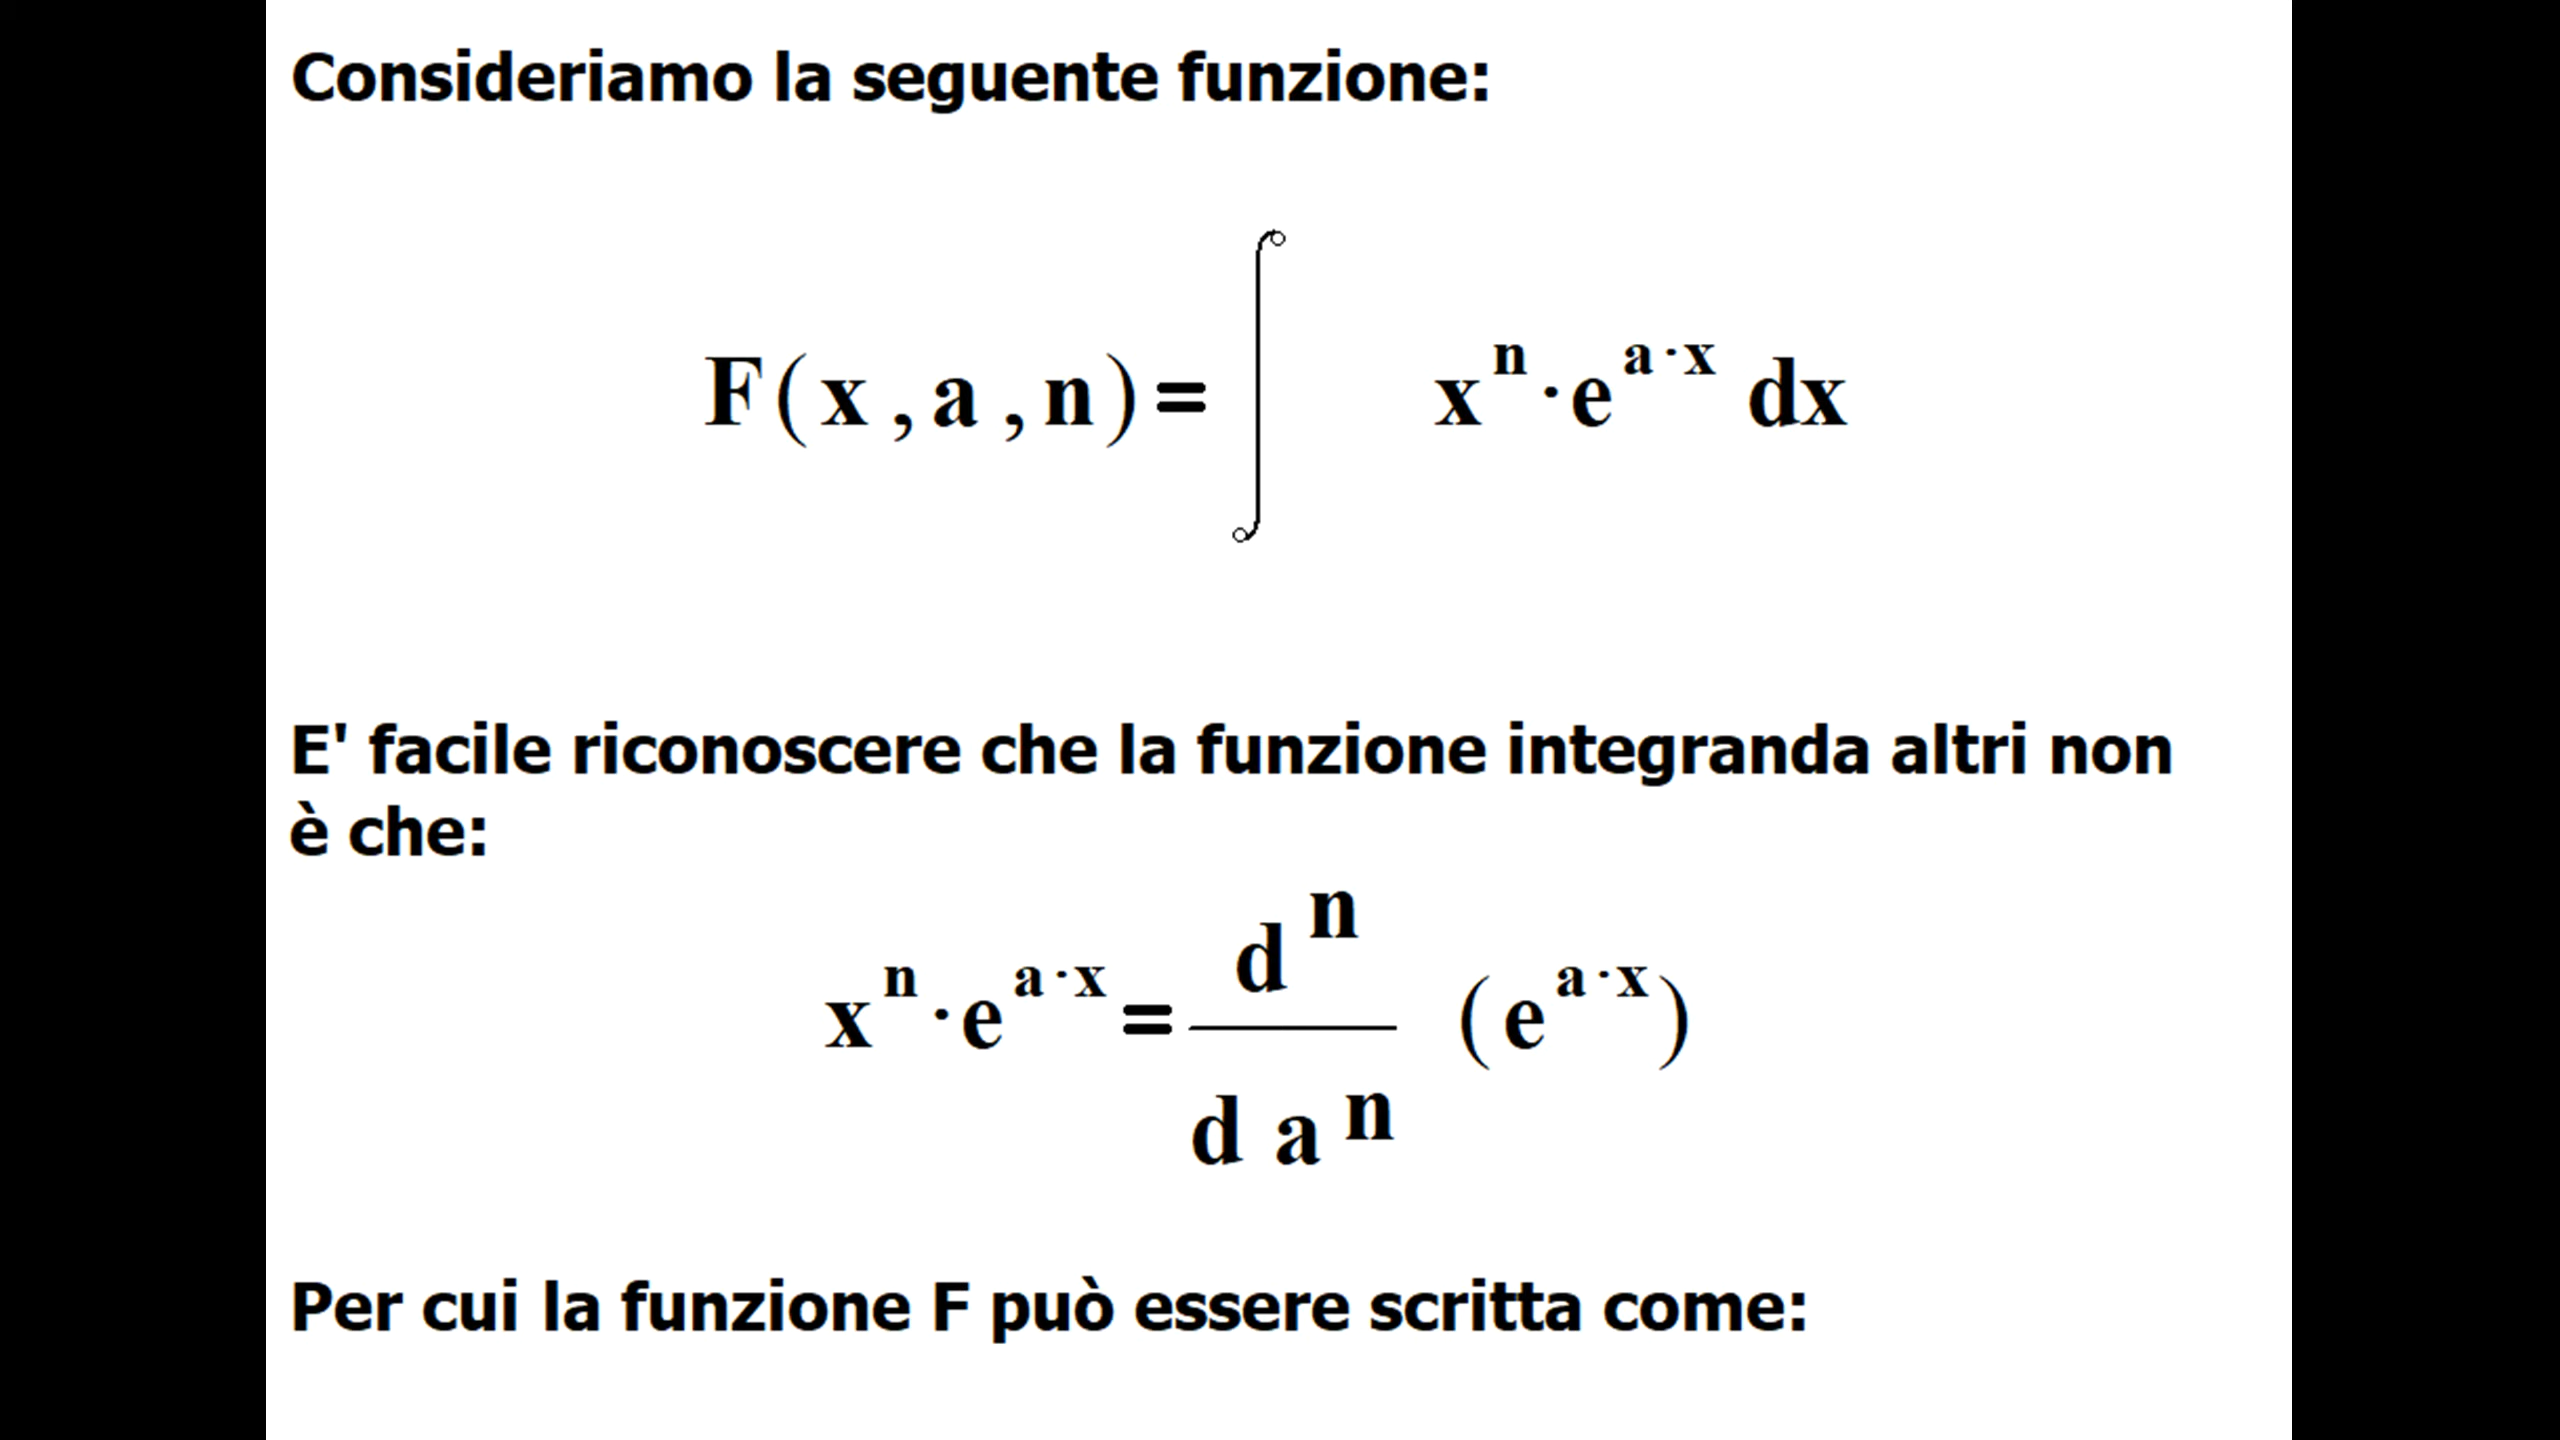 Consideriamo la seguente funzione:
F(x,a,n)=∫ x^n·e^(a·x) dx
E' facile riconoscere che la funzione integranda altri non
è che:
x^n·e^(a·x)=d^n/d a^n (e^(a·x))
Per cui la funzione F può essere scritta come: